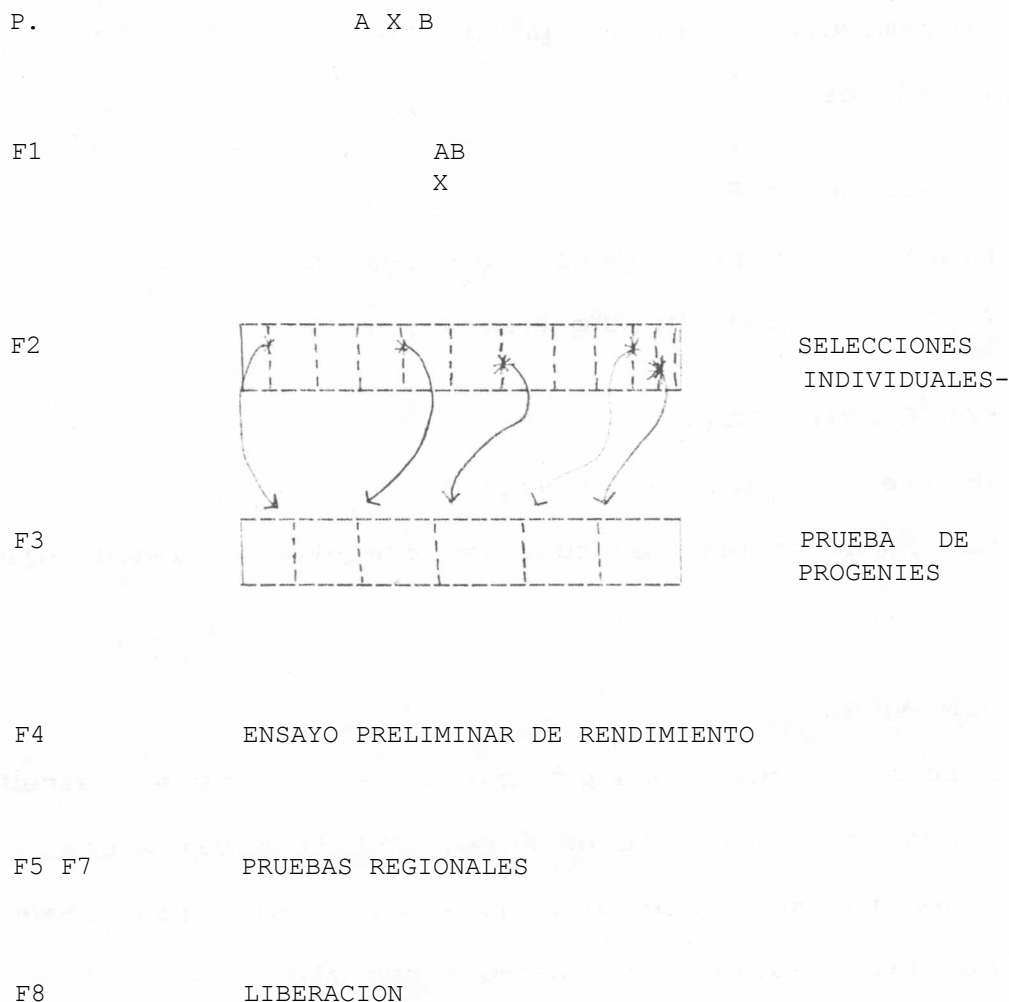 P. A X B
F1 AB
X
F2 SELECCIONES
INDIVIDUALES-
F3 PRUEBA DE
PROGENIES
F4 ENSAYO PRELIMINAR DE RENDIMIENTO
F5 F7 PRUEBAS REGIONALES
F8 LIBERACION